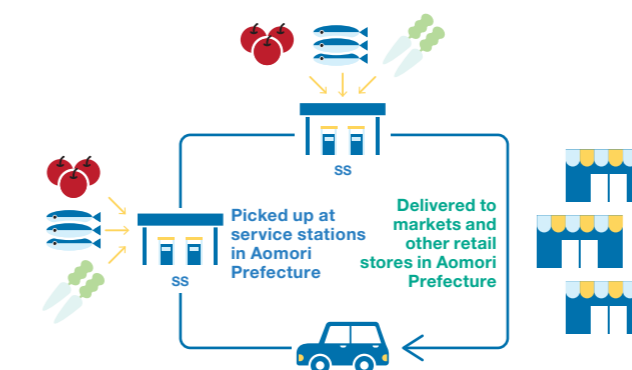 SS
Picked up at
service stations
in Aomori
Prefecture
SS
Delivered to
markets and
other retail
stores in Aomori
Prefecture